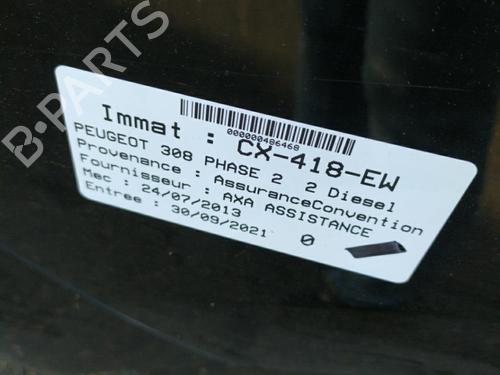 B-PARTS
000000486468
Immat : CX-418-EW
PEUGEOT 308 PHASE 2 2 Diesel
Provenance : AssuranceConvention
Fournisseur : AXA ASSISTANCE
Mec : 24/07/2013
Entree : 30/09/2021 0